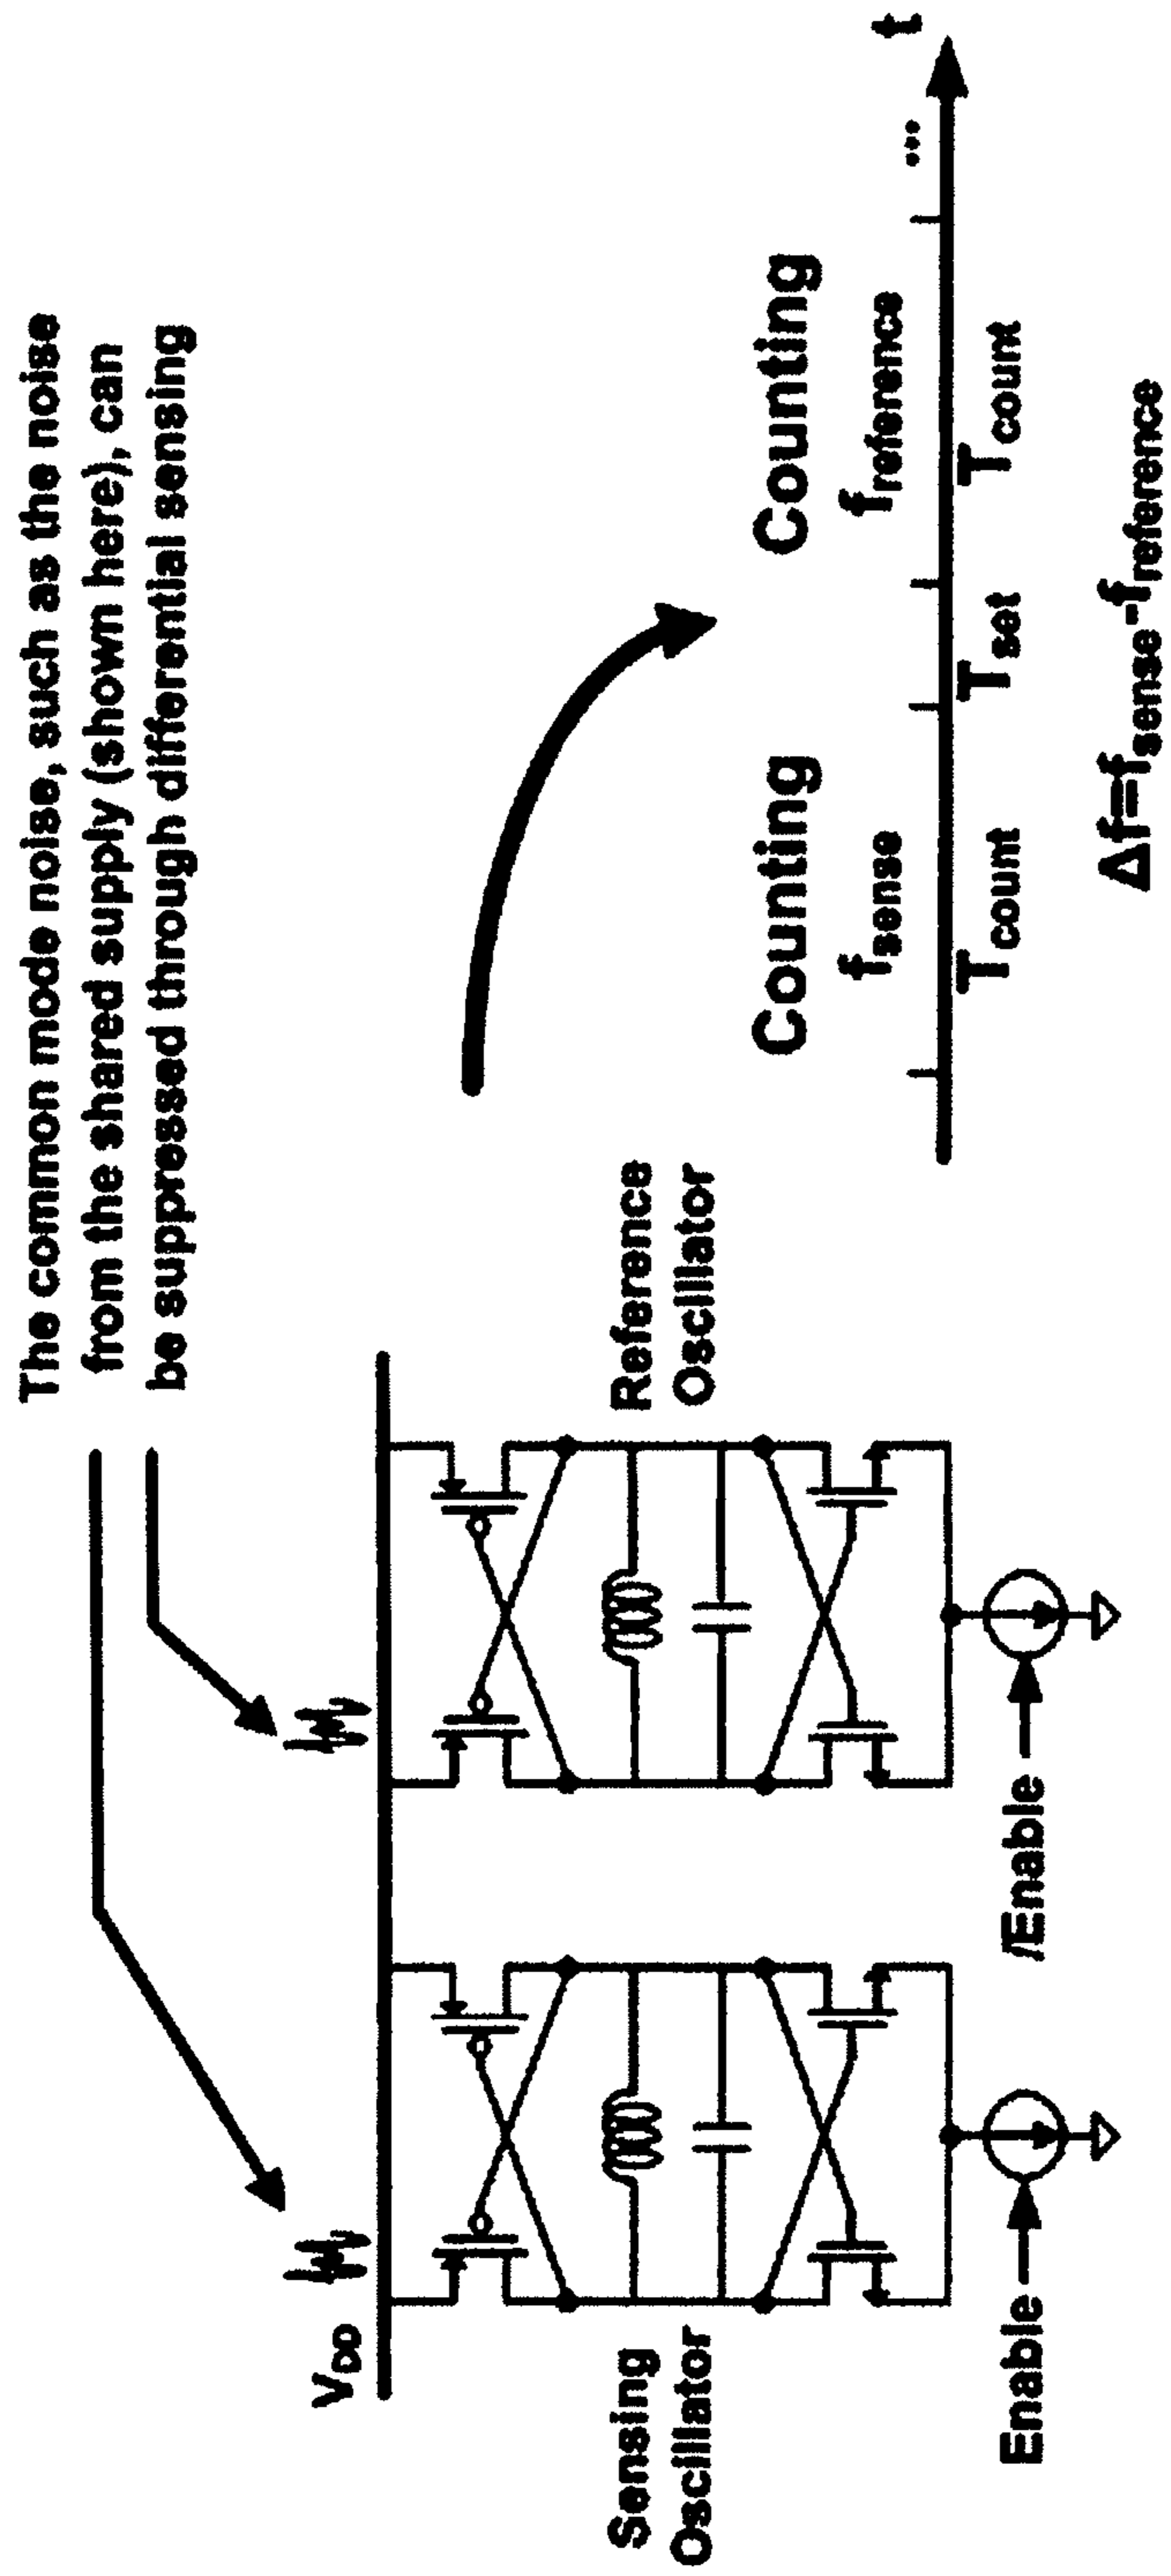 The common mode noise, such as the noise
from the shared supply (shown here), can
be suppressed through differential sensing
VDD
Sensing
Oscillator
Reference
Oscillator
Enable
/Enable
Counting
fsense
Counting
freference
...
t
Tcount
Tset
Tcount
Δf=fsense-freference